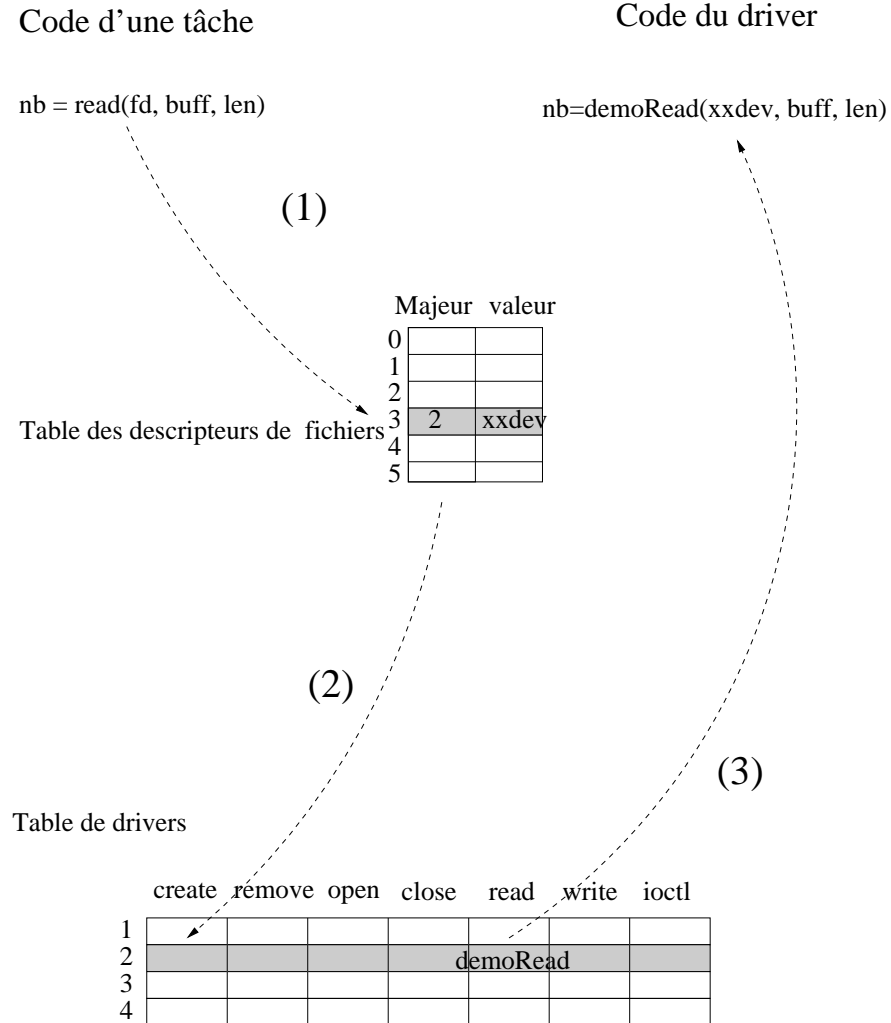 Code d'une tâche
Code du driver
nb = read(fd, buff, len)
nb=demoRead(xxdev, buff, len)
(1)
Majeur valeur
0
1
2
3 2 xxdev
Table des descripteurs de fichiers
4
5
(2)
(3)
Table de drivers
create remove open close read write ioctl
1
2 demoRead
3
4